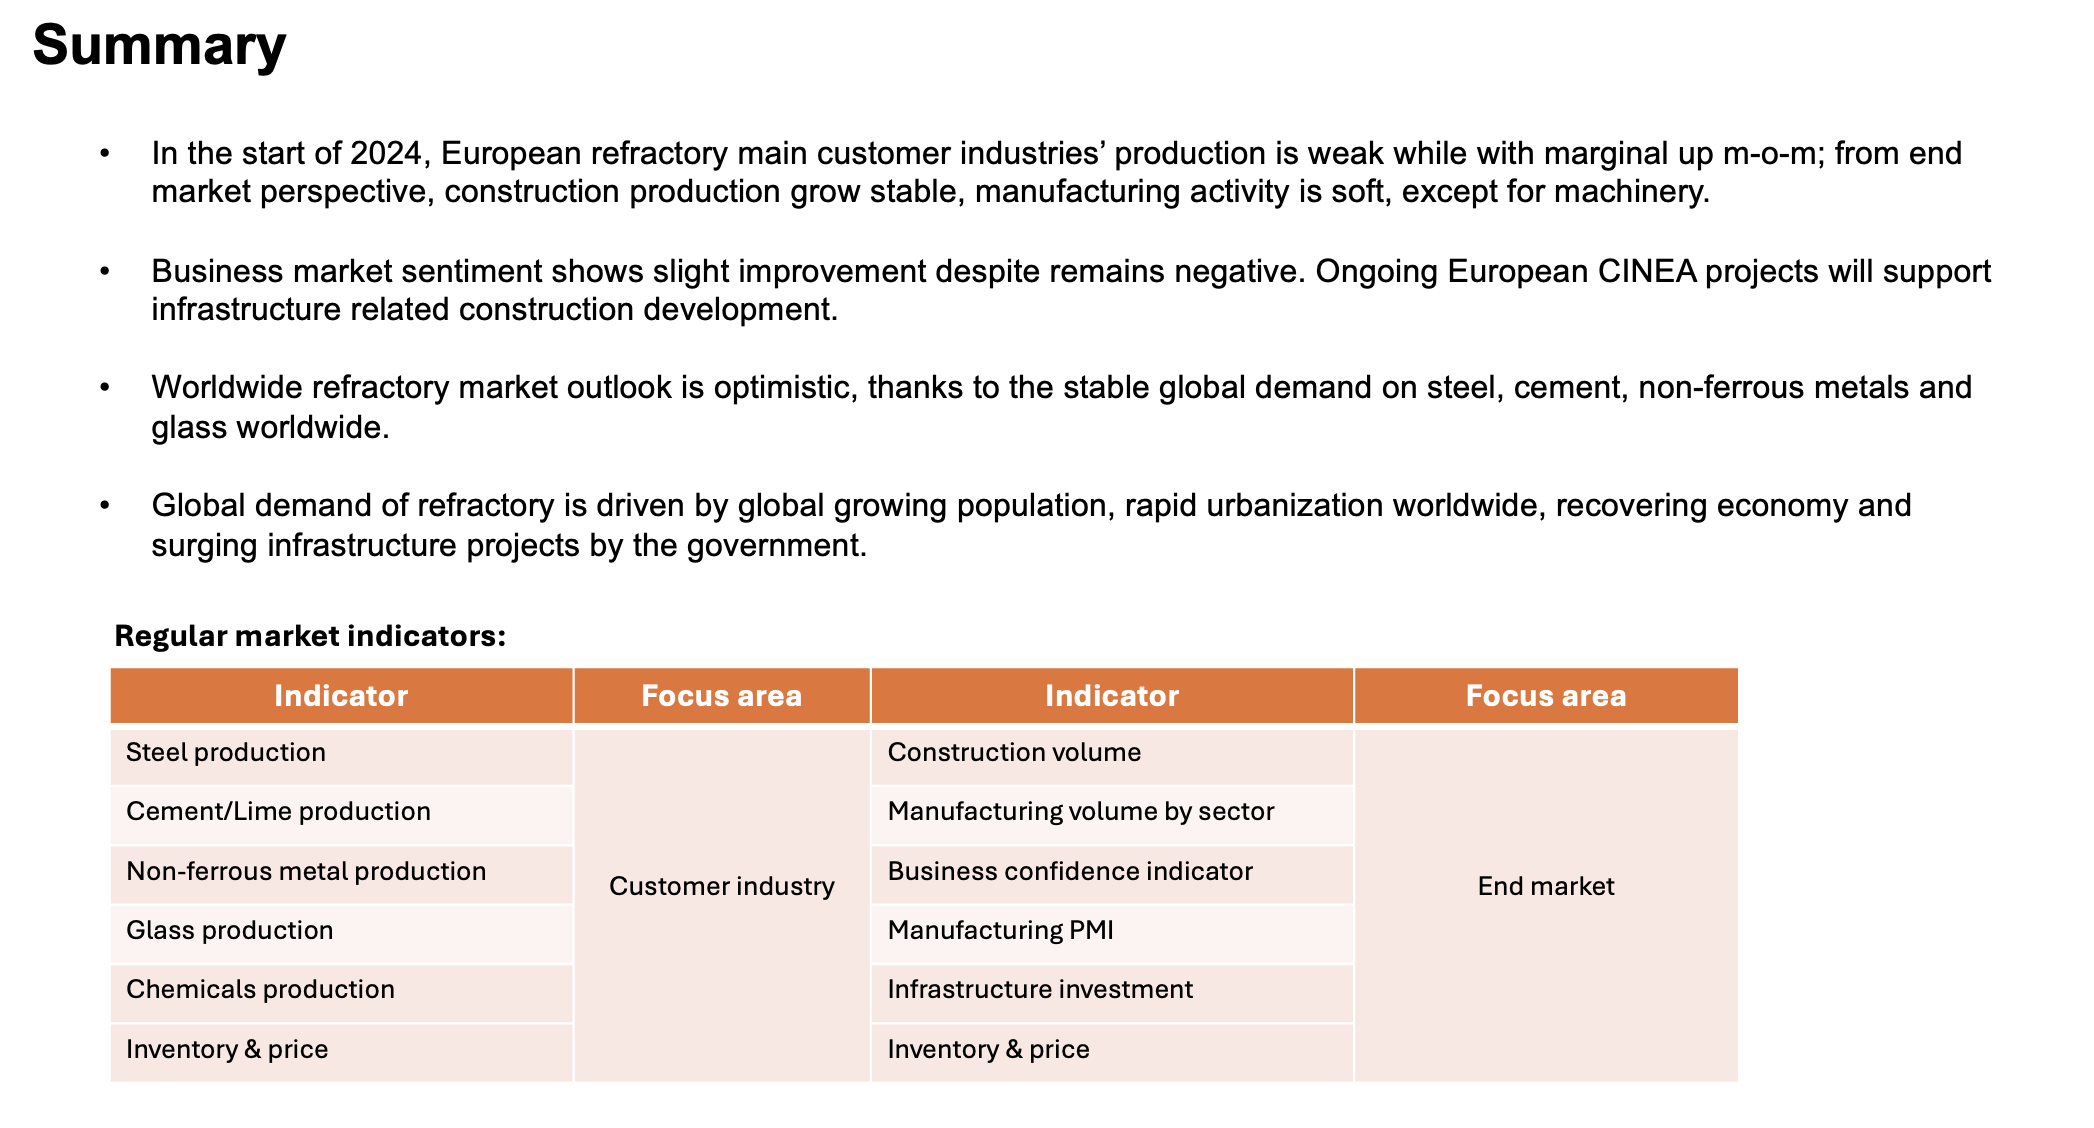 Summary
• In the start of 2024, European refractory main customer industries’ production is weak while with marginal up m-o-m; from end
market perspective, construction production grow stable, manufacturing activity is soft, except for machinery.
• Business market sentiment shows slight improvement despite remains negative. Ongoing European CINEA projects will support
infrastructure related construction development.
• Worldwide refractory market outlook is optimistic, thanks to the stable global demand on steel, cement, non-ferrous metals and
glass worldwide.
• Global demand of refractory is driven by global growing population, rapid urbanization worldwide, recovering economy and
surging infrastructure projects by the government.
Regular market indicators:
Indicator Focus area Indicator Focus area
Steel production Construction volume
Cement/Lime production Manufacturing volume by sector
Non-ferrous metal production Business confidence indicator
Customer industry End market
Glass production Manufacturing PMI
Chemicals production Infrastructure investment
Inventory & price Inventory & price